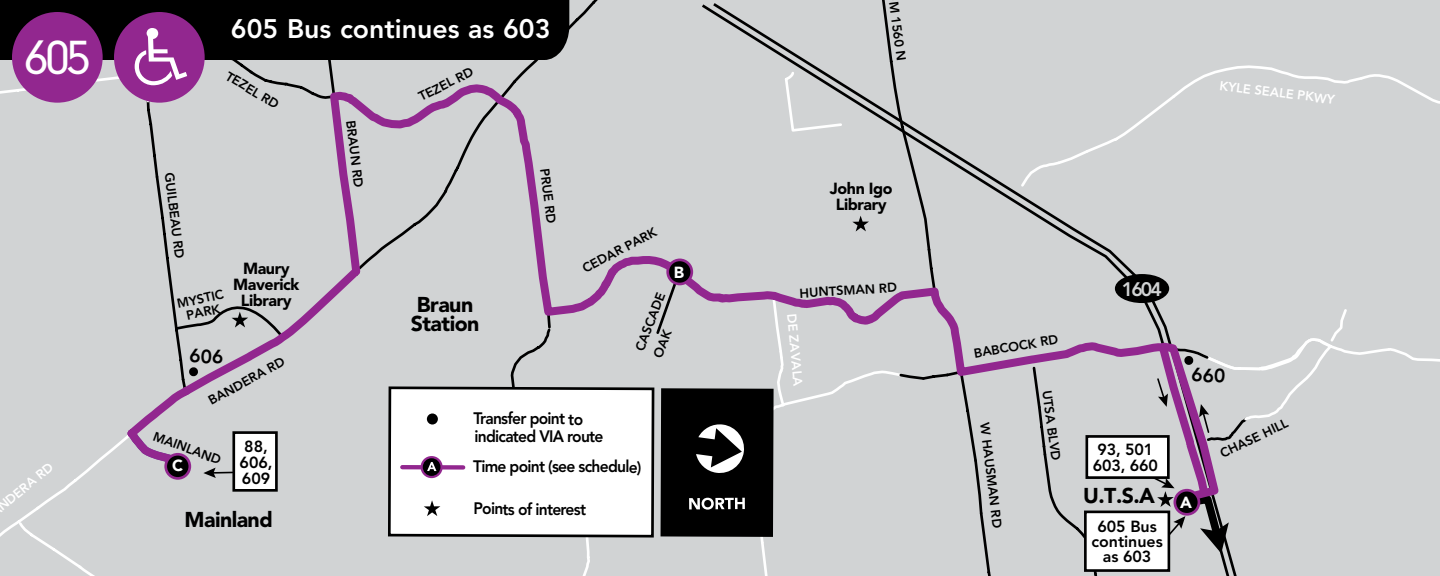 605
605 Bus continues as 603
TEZEL RD
TEZEL RD
BRAUN RD
GUILBEAU RD
PRUE RD
M 1560 N
KYLE SEALE PKWY
John Igo
Library
CEDAR PARK
B
CASCADE
OAK
HUNTSMAN RD
1604
Maury
Maverick
Library
MYSTIC
PARK
Braun
Station
DE ZAVALA
BABCOCK RD
606
BANDERA RD
660
UTSA BLVD
W HAUSMAN RD
CHASE HILL
MAINLAND
C
88,
606,
609
Mainland
NDERA RD
Transfer point to
indicated VIA route
A
Time point (see schedule)
Points of interest
NORTH
93, 501
603, 660
U.T.S.A
A
605 Bus
continues
as 603